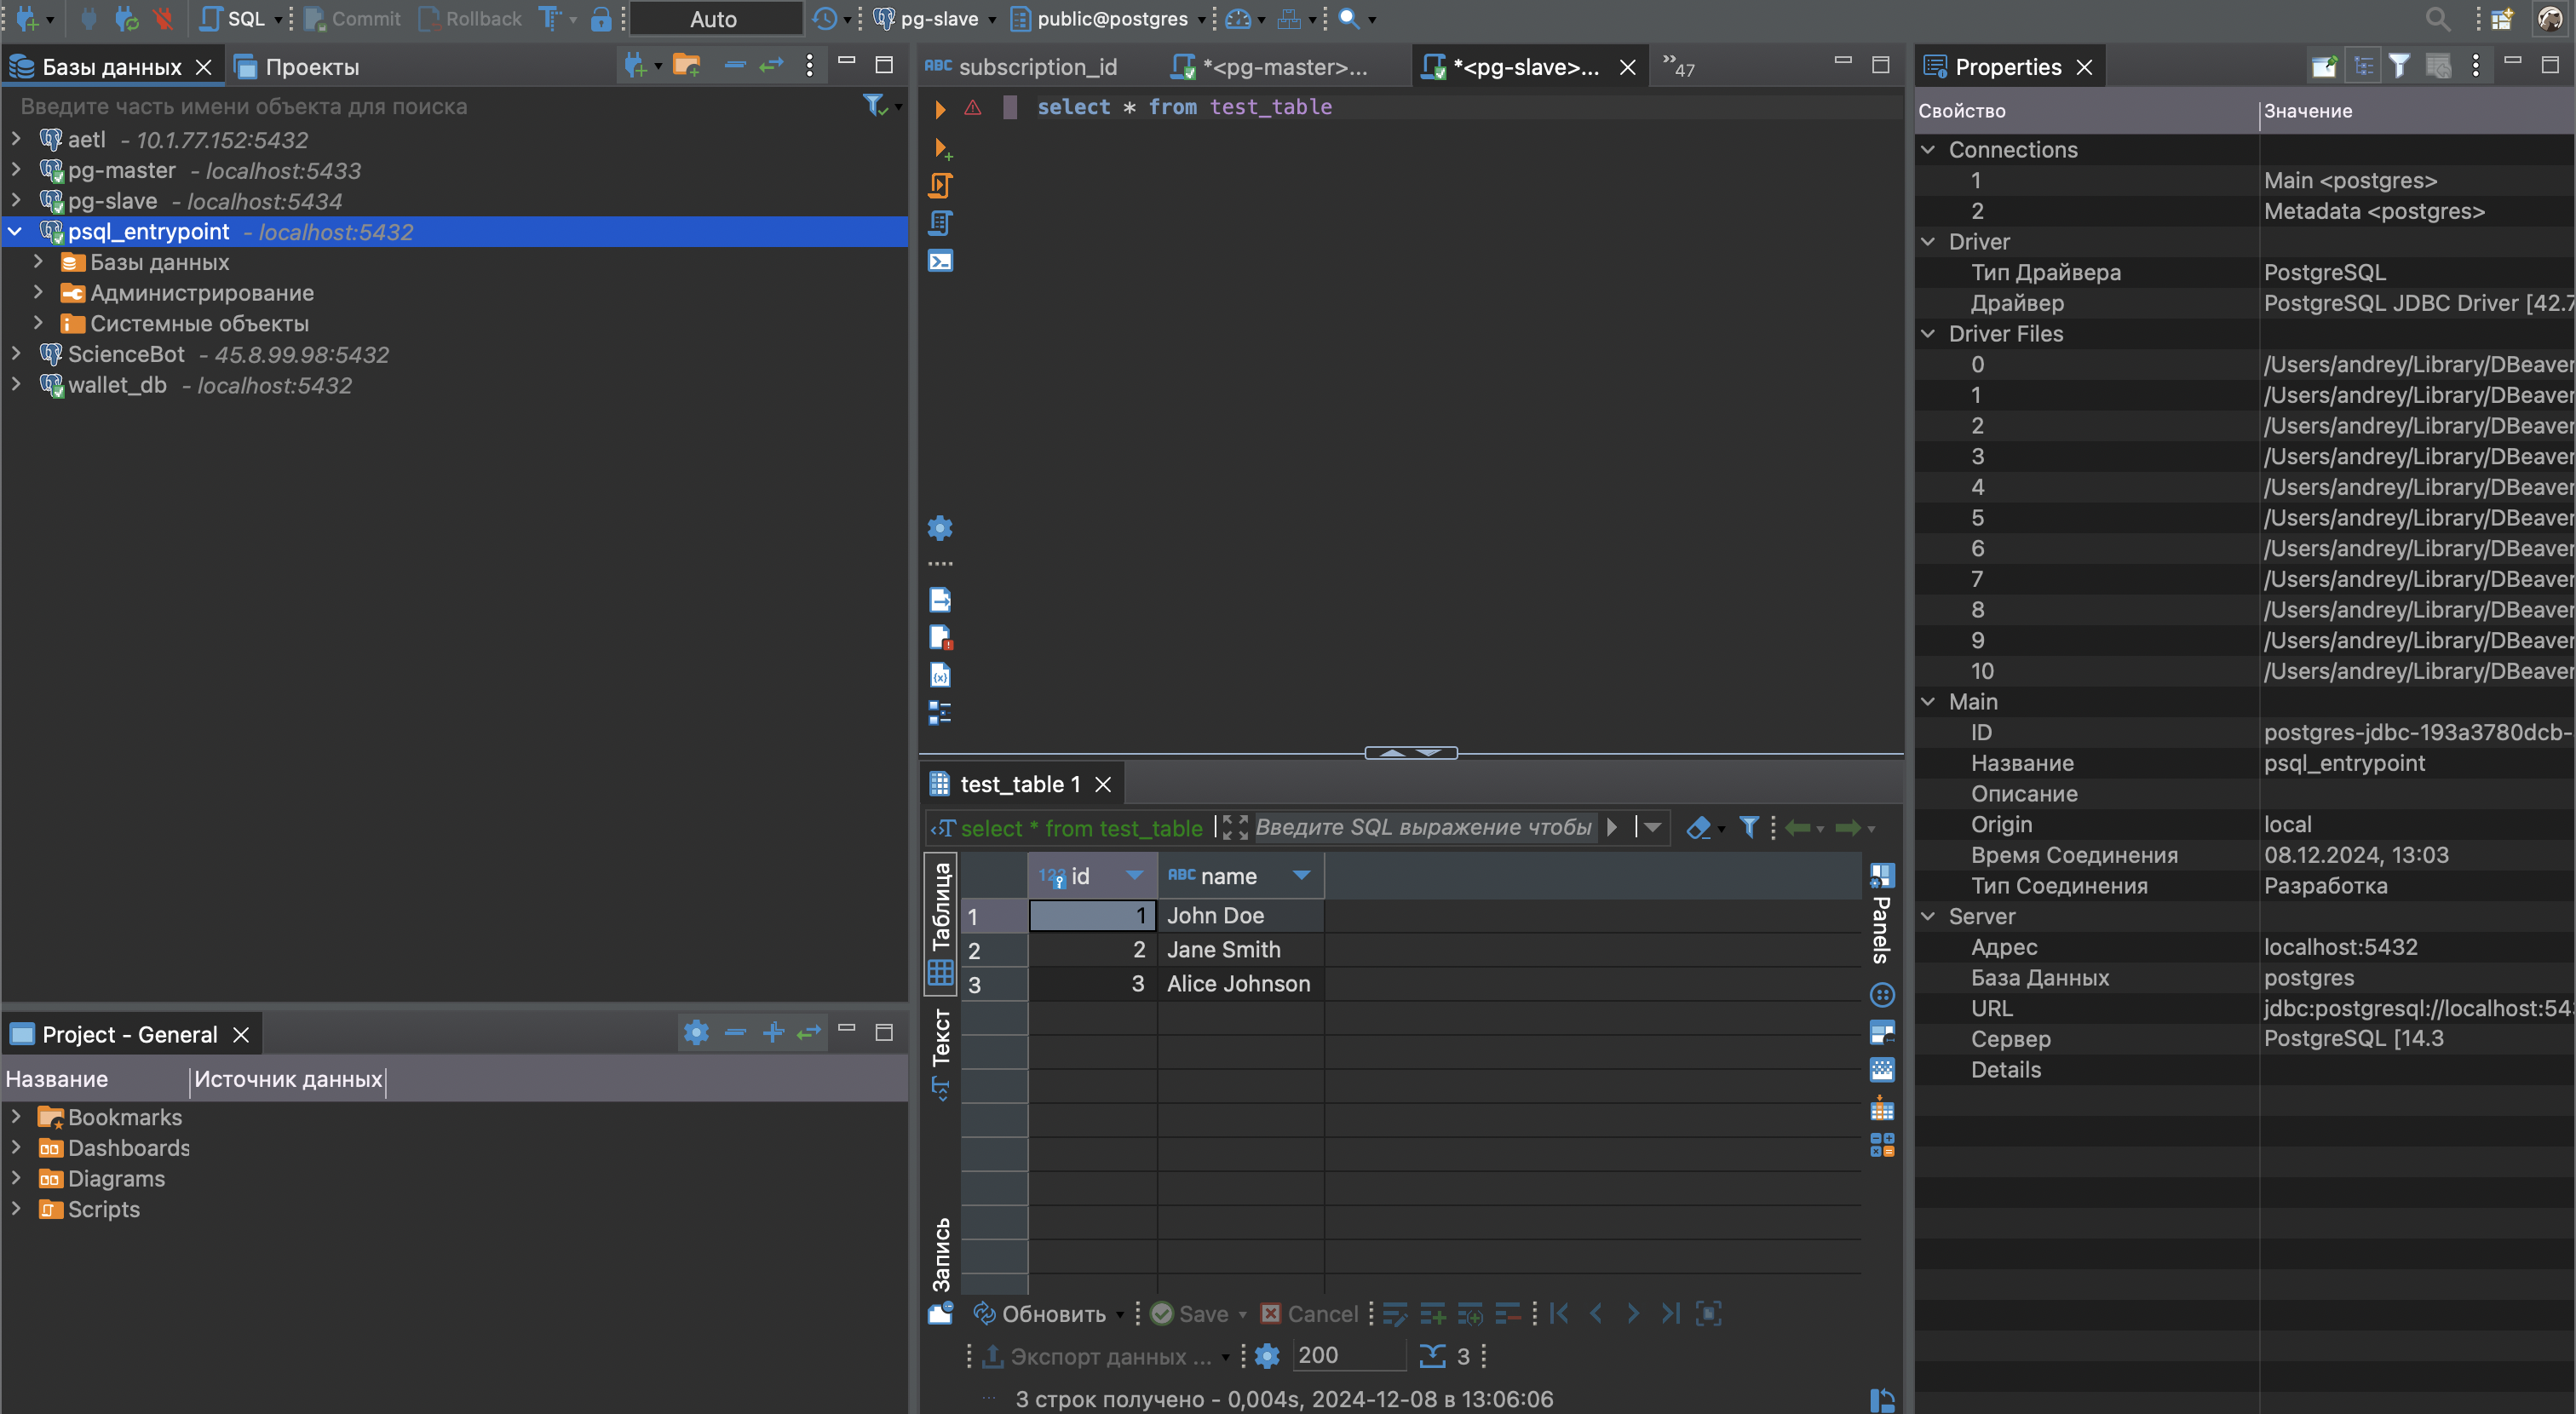 SQL Commit Rollback Auto pg-slave public@postgres
Базы данных
Проекты
Введите часть имени объекта для поиска
aetl - 10.1.77.152:5432
pg-master - localhost:5433
pg-slave - localhost:5434
psql_entrypoint - localhost:5432
Базы данных
Администрирование
Системные объекты
ScienceBot - 45.8.99.98:5432
wallet_db - localhost:5432
Project - General
Название Источник данных
Bookmarks
Dashboards
Diagrams
Scripts
ABC subscription_id *<pg-master>... *<pg-slave>... »47
select * from test_table
test_table 1
select * from test_table Введите SQL выражение чтобы
Таблица
Текст
Запись
123 id ABC name
1 1 John Doe
2 2 Jane Smith
3 3 Alice Johnson
Panels
Обновить Save Cancel
Экспорт данных ... 200 3
3 строк получено - 0,004s, 2024-12-08 в 13:06:06
Properties
Свойство Значение
Connections
1 Main <postgres>
2 Metadata <postgres>
Driver
Тип Драйвера PostgreSQL
Драйвер PostgreSQL JDBC Driver [42.7
Driver Files
0 /Users/andrey/Library/DBeaver
1 /Users/andrey/Library/DBeaver
2 /Users/andrey/Library/DBeaver
3 /Users/andrey/Library/DBeaver
4 /Users/andrey/Library/DBeaver
5 /Users/andrey/Library/DBeaver
6 /Users/andrey/Library/DBeaver
7 /Users/andrey/Library/DBeaver
8 /Users/andrey/Library/DBeaver
9 /Users/andrey/Library/DBeaver
10 /Users/andrey/Library/DBeaver
Main
ID postgres-jdbc-193a3780dcb-
Название psql_entrypoint
Описание
Origin local
Время Соединения 08.12.2024, 13:03
Тип Соединения Разработка
Server
Адрес localhost:5432
База Данных postgres
URL jdbc:postgresql://localhost:543
Сервер PostgreSQL [14.3
Details